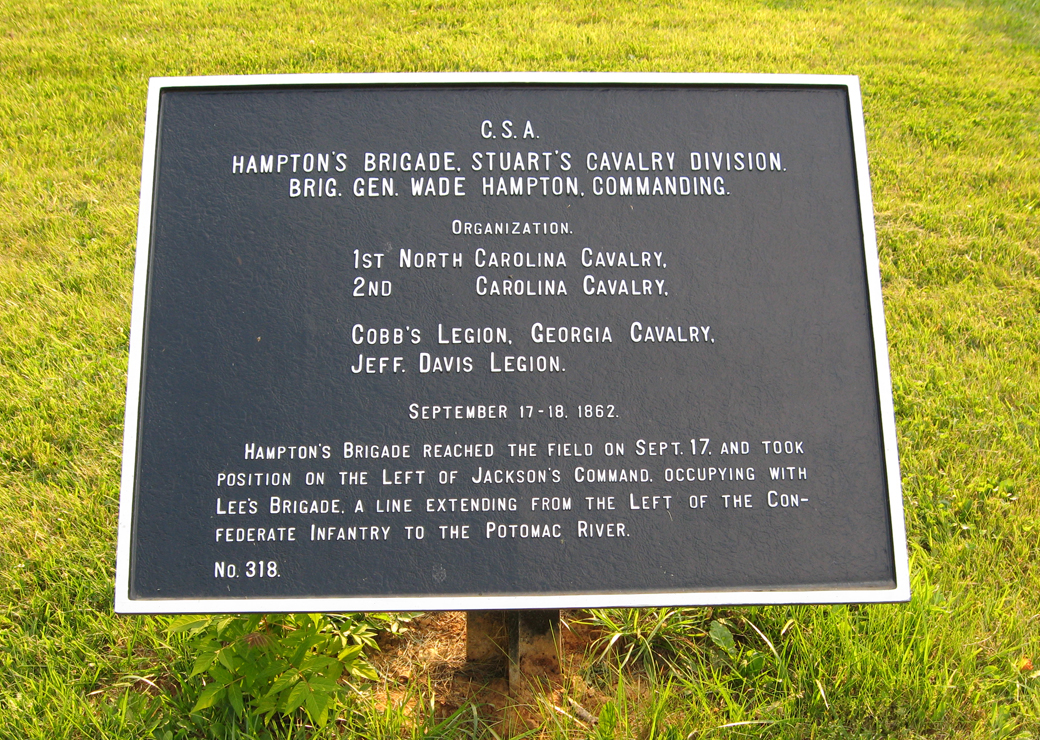 C.S.A.
HAMPTON'S BRIGADE, STUART'S CAVALRY DIVISION.
BRIG. GEN. WADE HAMPTON, COMMANDING.
ORGANIZATION.
1ST NORTH CAROLINA CAVALRY,
2ND CAROLINA CAVALRY,
COBB'S LEGION, GEORGIA CAVALRY,
JEFF. DAVIS LEGION.
SEPTEMBER 17-18, 1862.
HAMPTON'S BRIGADE REACHED THE FIELD ON SEPT. 17, AND TOOK
POSITION ON THE LEFT OF JACKSON'S COMMAND, OCCUPYING WITH
LEE'S BRIGADE, A LINE EXTENDING FROM THE LEFT OF THE CON-
FEDERATE INFANTRY TO THE POTOMAC RIVER.
NO. 318.